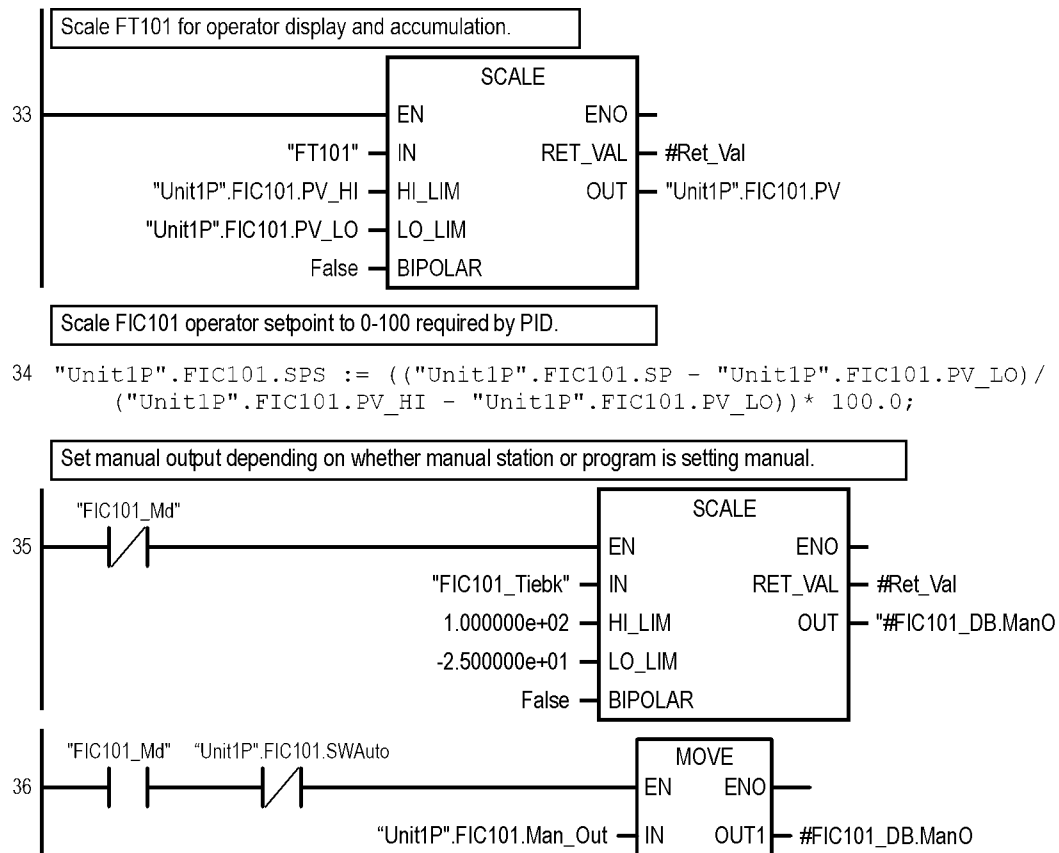 Scale FT101 for operator display and accumulation.
SCALE
33 EN ENO
"FT101" IN RET_VAL #Ret_Val
"Unit1P".FIC101.PV_HI HI_LIM OUT "Unit1P".FIC101.PV
"Unit1P".FIC101.PV_LO LO_LIM
False BIPOLAR
Scale FIC101 operator setpoint to 0-100 required by PID.
34 "Unit1P".FIC101.SPS := (("Unit1P".FIC101.SP - "Unit1P".FIC101.PV_LO)/
("Unit1P".FIC101.PV_HI - "Unit1P".FIC101.PV_LO))* 100.0;
Set manual output depending on whether manual station or program is setting manual.
"FIC101_Md" SCALE
35 EN ENO
"FIC101_Tiebk" IN RET_VAL #Ret_Val
1.000000e+02 HI_LIM OUT "#FIC101_DB.ManO
-2.500000e+01 LO_LIM
False BIPOLAR
"FIC101_Md" “Unit1P".FIC101.SWAuto MOVE
36 EN ENO
“Unit1P".FIC101.Man_Out IN OUT1 #FIC101_DB.ManO